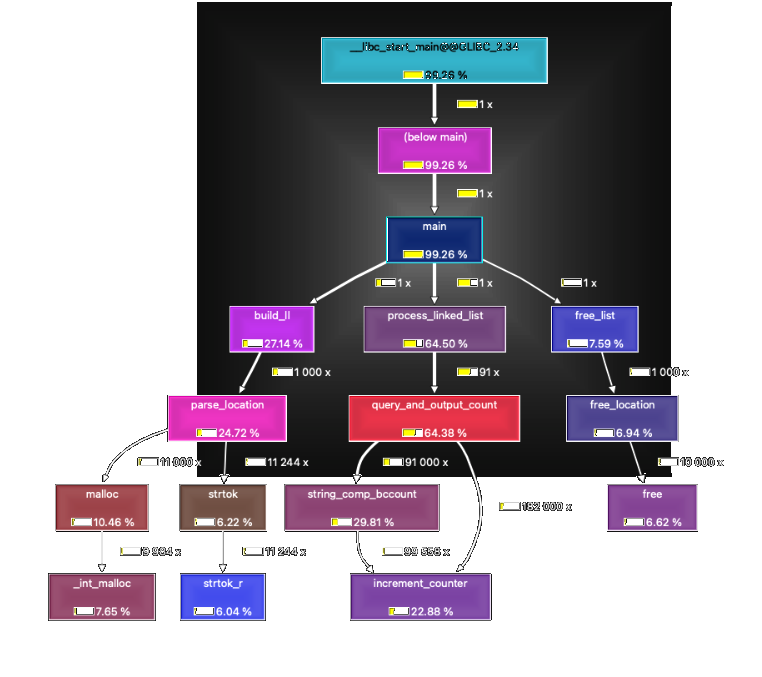 __libc_start_main@@GLIBC_2.34
99.26 %
1 x
(below main)
99.26 %
1 x
main
99.26 %
1 x
1 x
1 x
build_ll
27.14 %
process_linked_list
64.50 %
free_list
7.59 %
1 000 x
91 x
1 000 x
parse_location
24.72 %
query_and_output_count
64.38 %
free_location
6.94 %
11 000 x
11 244 x
91 000 x
malloc
10.46 %
strtok
6.22 %
string_comp_bccount
29.81 %
182 000 x
free
6.62 %
11 244 x
_int_malloc
7.65 %
strtok_r
6.04 %
increment_counter
22.88 %